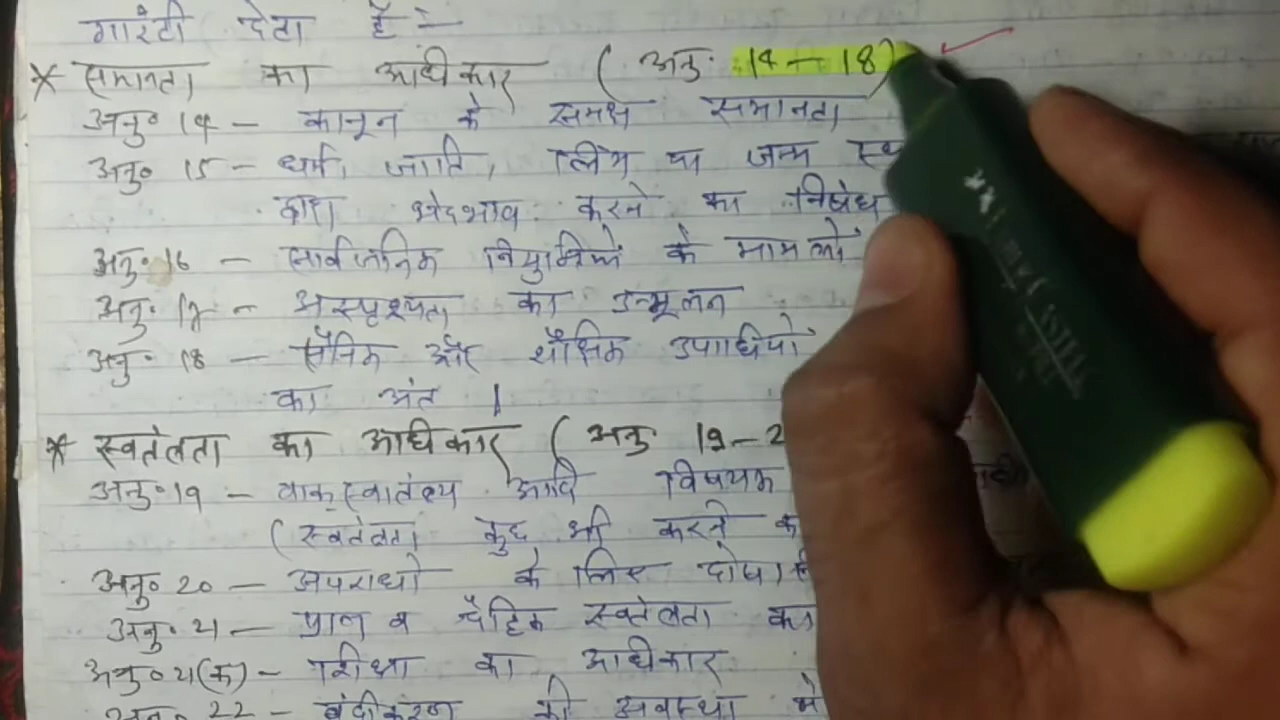 गारंटी देता है :-
* समानता का अधिकार ( अनु. 14 - 18)
अनु० 14 - कानून के समक्ष समानता
अनु० 15 - धर्म, जाति, लिंग या जन्म स्थ
द्वारा भेदभाव करने का निषेध
अनु. 16 - सार्वजनिक नियुक्तियों के मामलों
अनु. 17 - अस्पृश्यता का उन्मूलन
अनु. 18 - सैनिक और शैक्षिक उपाधियों
का अंत ।
* स्वतंत्रता का अधिकार ( अनु. 19-2
अनु. 19 - वाक्स्वातंत्र्य आदि विषयक
(स्वतंत्रता कुछ भी करने क
अनु० 20 - अपराधों के लिए दोषसि
अनु. 21 - प्राण व दैहिक स्वतंत्रता का
अनु० 21(क) - शिक्षा का अधिकार
अनु० 22 - बंदीकरण की अवस्था में